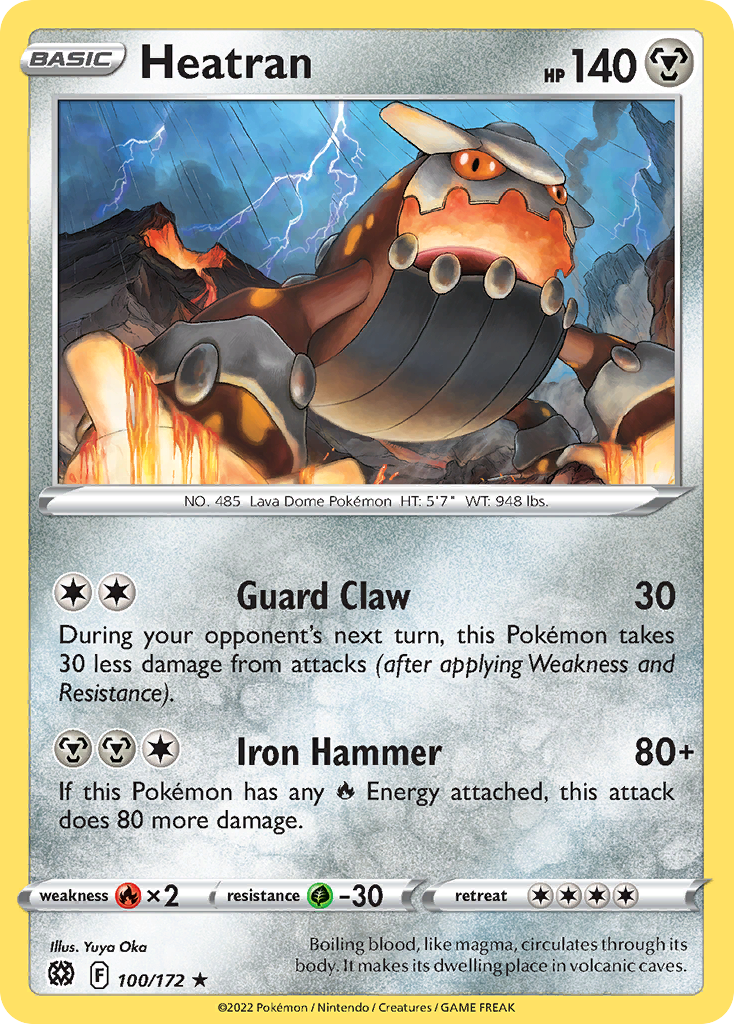 BASIC Heatran HP 140
NO. 485 Lava Dome Pokémon HT: 5'7" WT: 948 lbs.
Guard Claw 30
During your opponent's next turn, this Pokémon takes
30 less damage from attacks (after applying Weakness and
Resistance).
Iron Hammer 80+
If this Pokémon has any Energy attached, this attack
does 80 more damage.
weakness ×2 resistance -30 retreat
Illus. Yuya Oka
F 100/172 ★
Boiling blood, like magma, circulates through its
body. It makes its dwelling place in volcanic caves.
©2022 Pokémon / Nintendo / Creatures / GAME FREAK